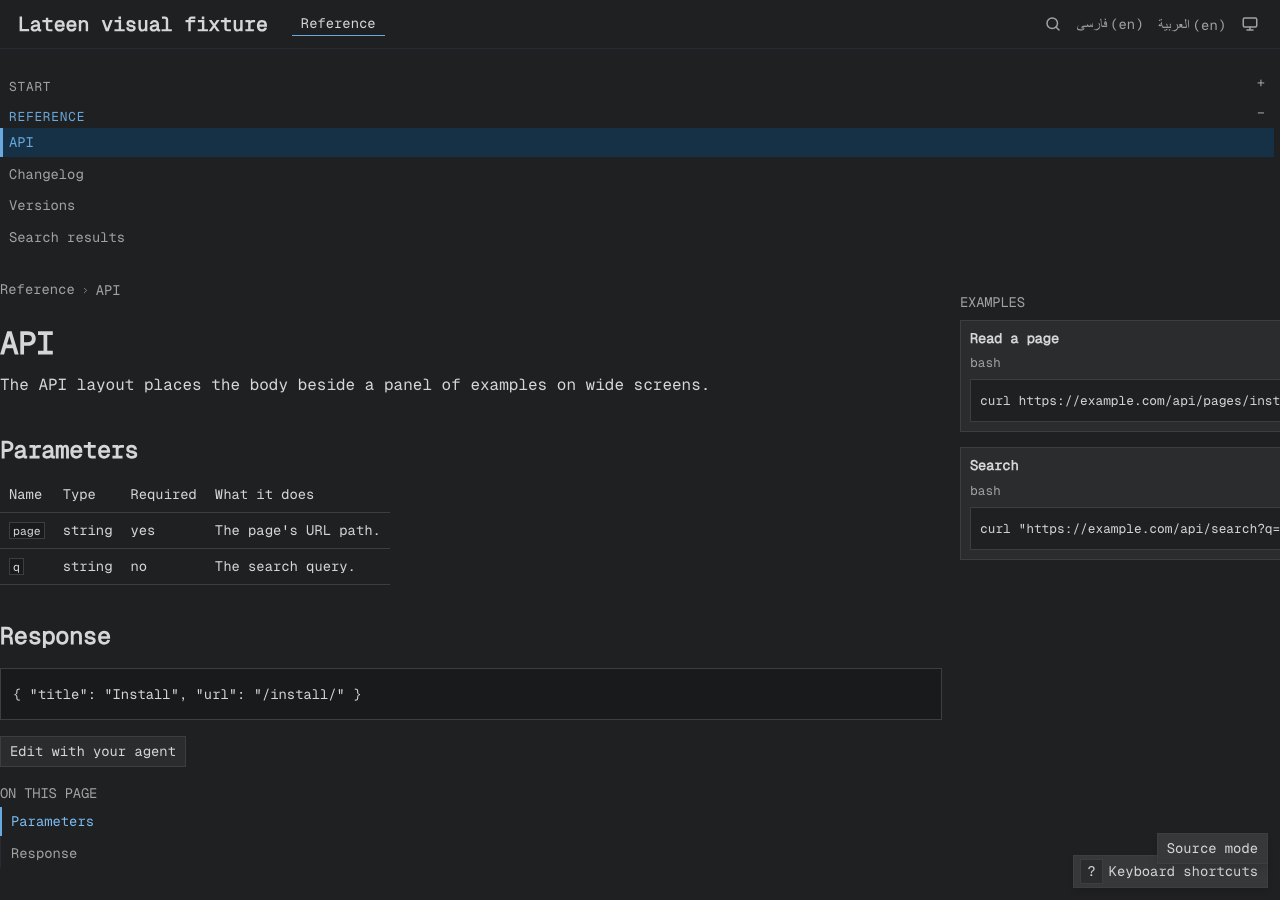 Lateen visual fixture
Reference
فارسی (en)
العربية (en)
START
+
REFERENCE
−
API
Changelog
Versions
Search results
Reference › API
API
The API layout places the body beside a panel of examples on wide screens.
Parameters
Name Type Required What it does
page string yes The page's URL path.
q string no The search query.
Response
{ "title": "Install", "url": "/install/" }
Edit with your agent
ON THIS PAGE
Parameters
Response
EXAMPLES
Read a page
bash
curl https://example.com/api/pages/inst
Search
bash
curl "https://example.com/api/search?q=
Source mode
? Keyboard shortcuts